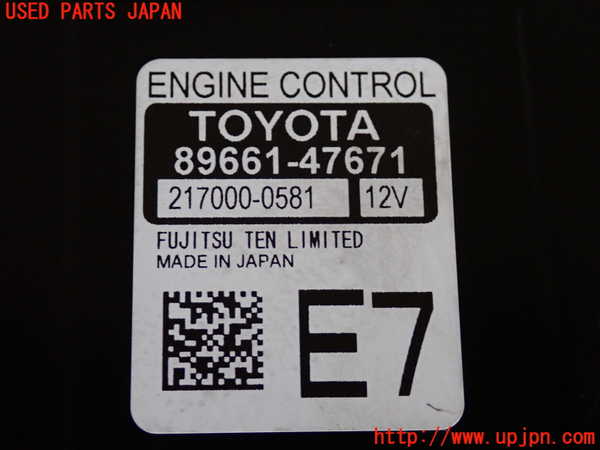 USED PARTS JAPAN
ENGINE CONTROL
TOYOTA
89661-47671
217000-0581 12V
FUJITSU TEN LIMITED
MADE IN JAPAN
E7
http://www.upjpn.com/